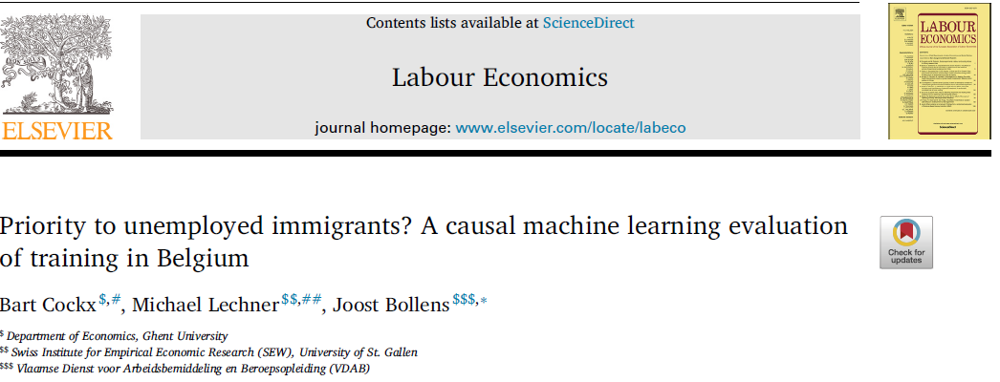 Contents lists available at ScienceDirect
Labour Economics
journal homepage: www.elsevier.com/locate/labeco
ELSEVIER
LABOUR
ECONOMICS
ScienceDirect
Priority to unemployed immigrants? A causal machine learning evaluation
of training in Belgium
Check for
updates
Bart Cockx $,#, Michael Lechner $$,##, Joost Bollens $$$,*
$ Department of Economics, Ghent University
$$ Swiss Institute for Empirical Economic Research (SEW), University of St. Gallen
$$$ Vlaamse Dienst voor Arbeidsbemiddeling en Beroepsopleiding (VDAB)